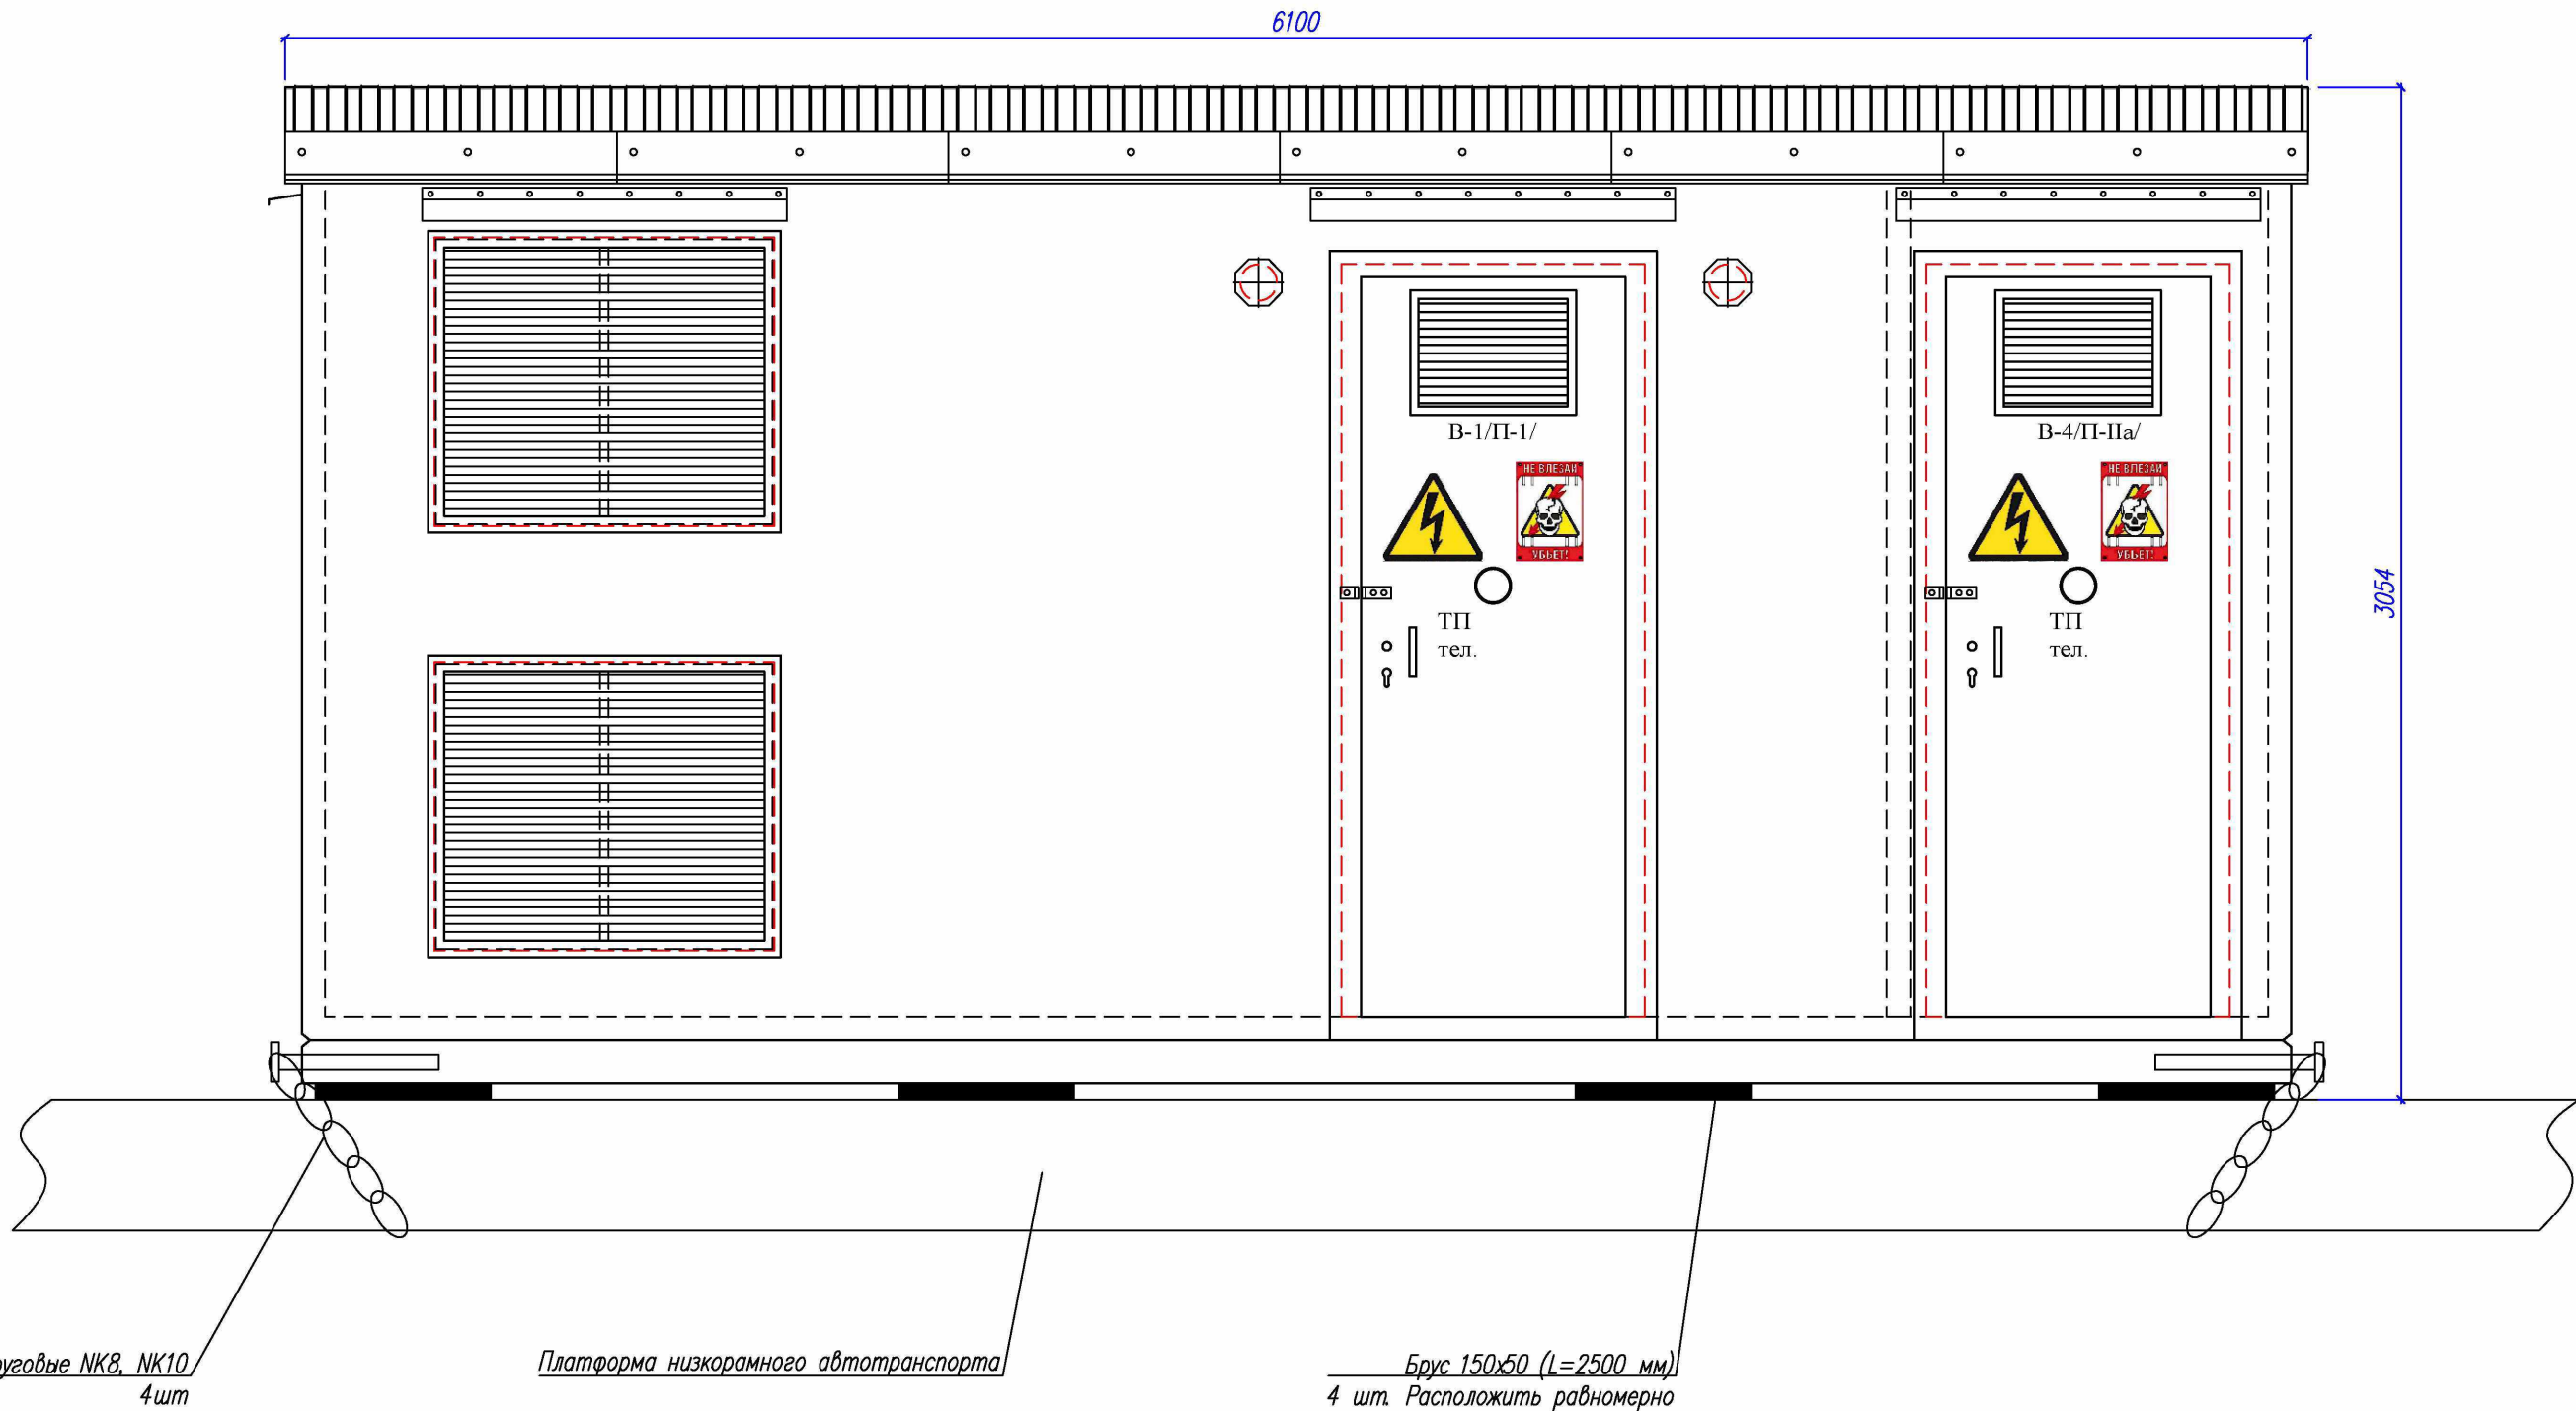 6100
3054
В-1/П-1/
В-4/П-IIа/
НЕ ВЛЕЗАЙ
УБЬЕТ!
НЕ ВЛЕЗАЙ
УБЬЕТ!
ТП
тел.
ТП
тел.
NK8, NK10
4шт
Платформа низкорамного автотранспорта
Брус 150х50 (L=2500 мм)
4 шт. Расположить равномерно